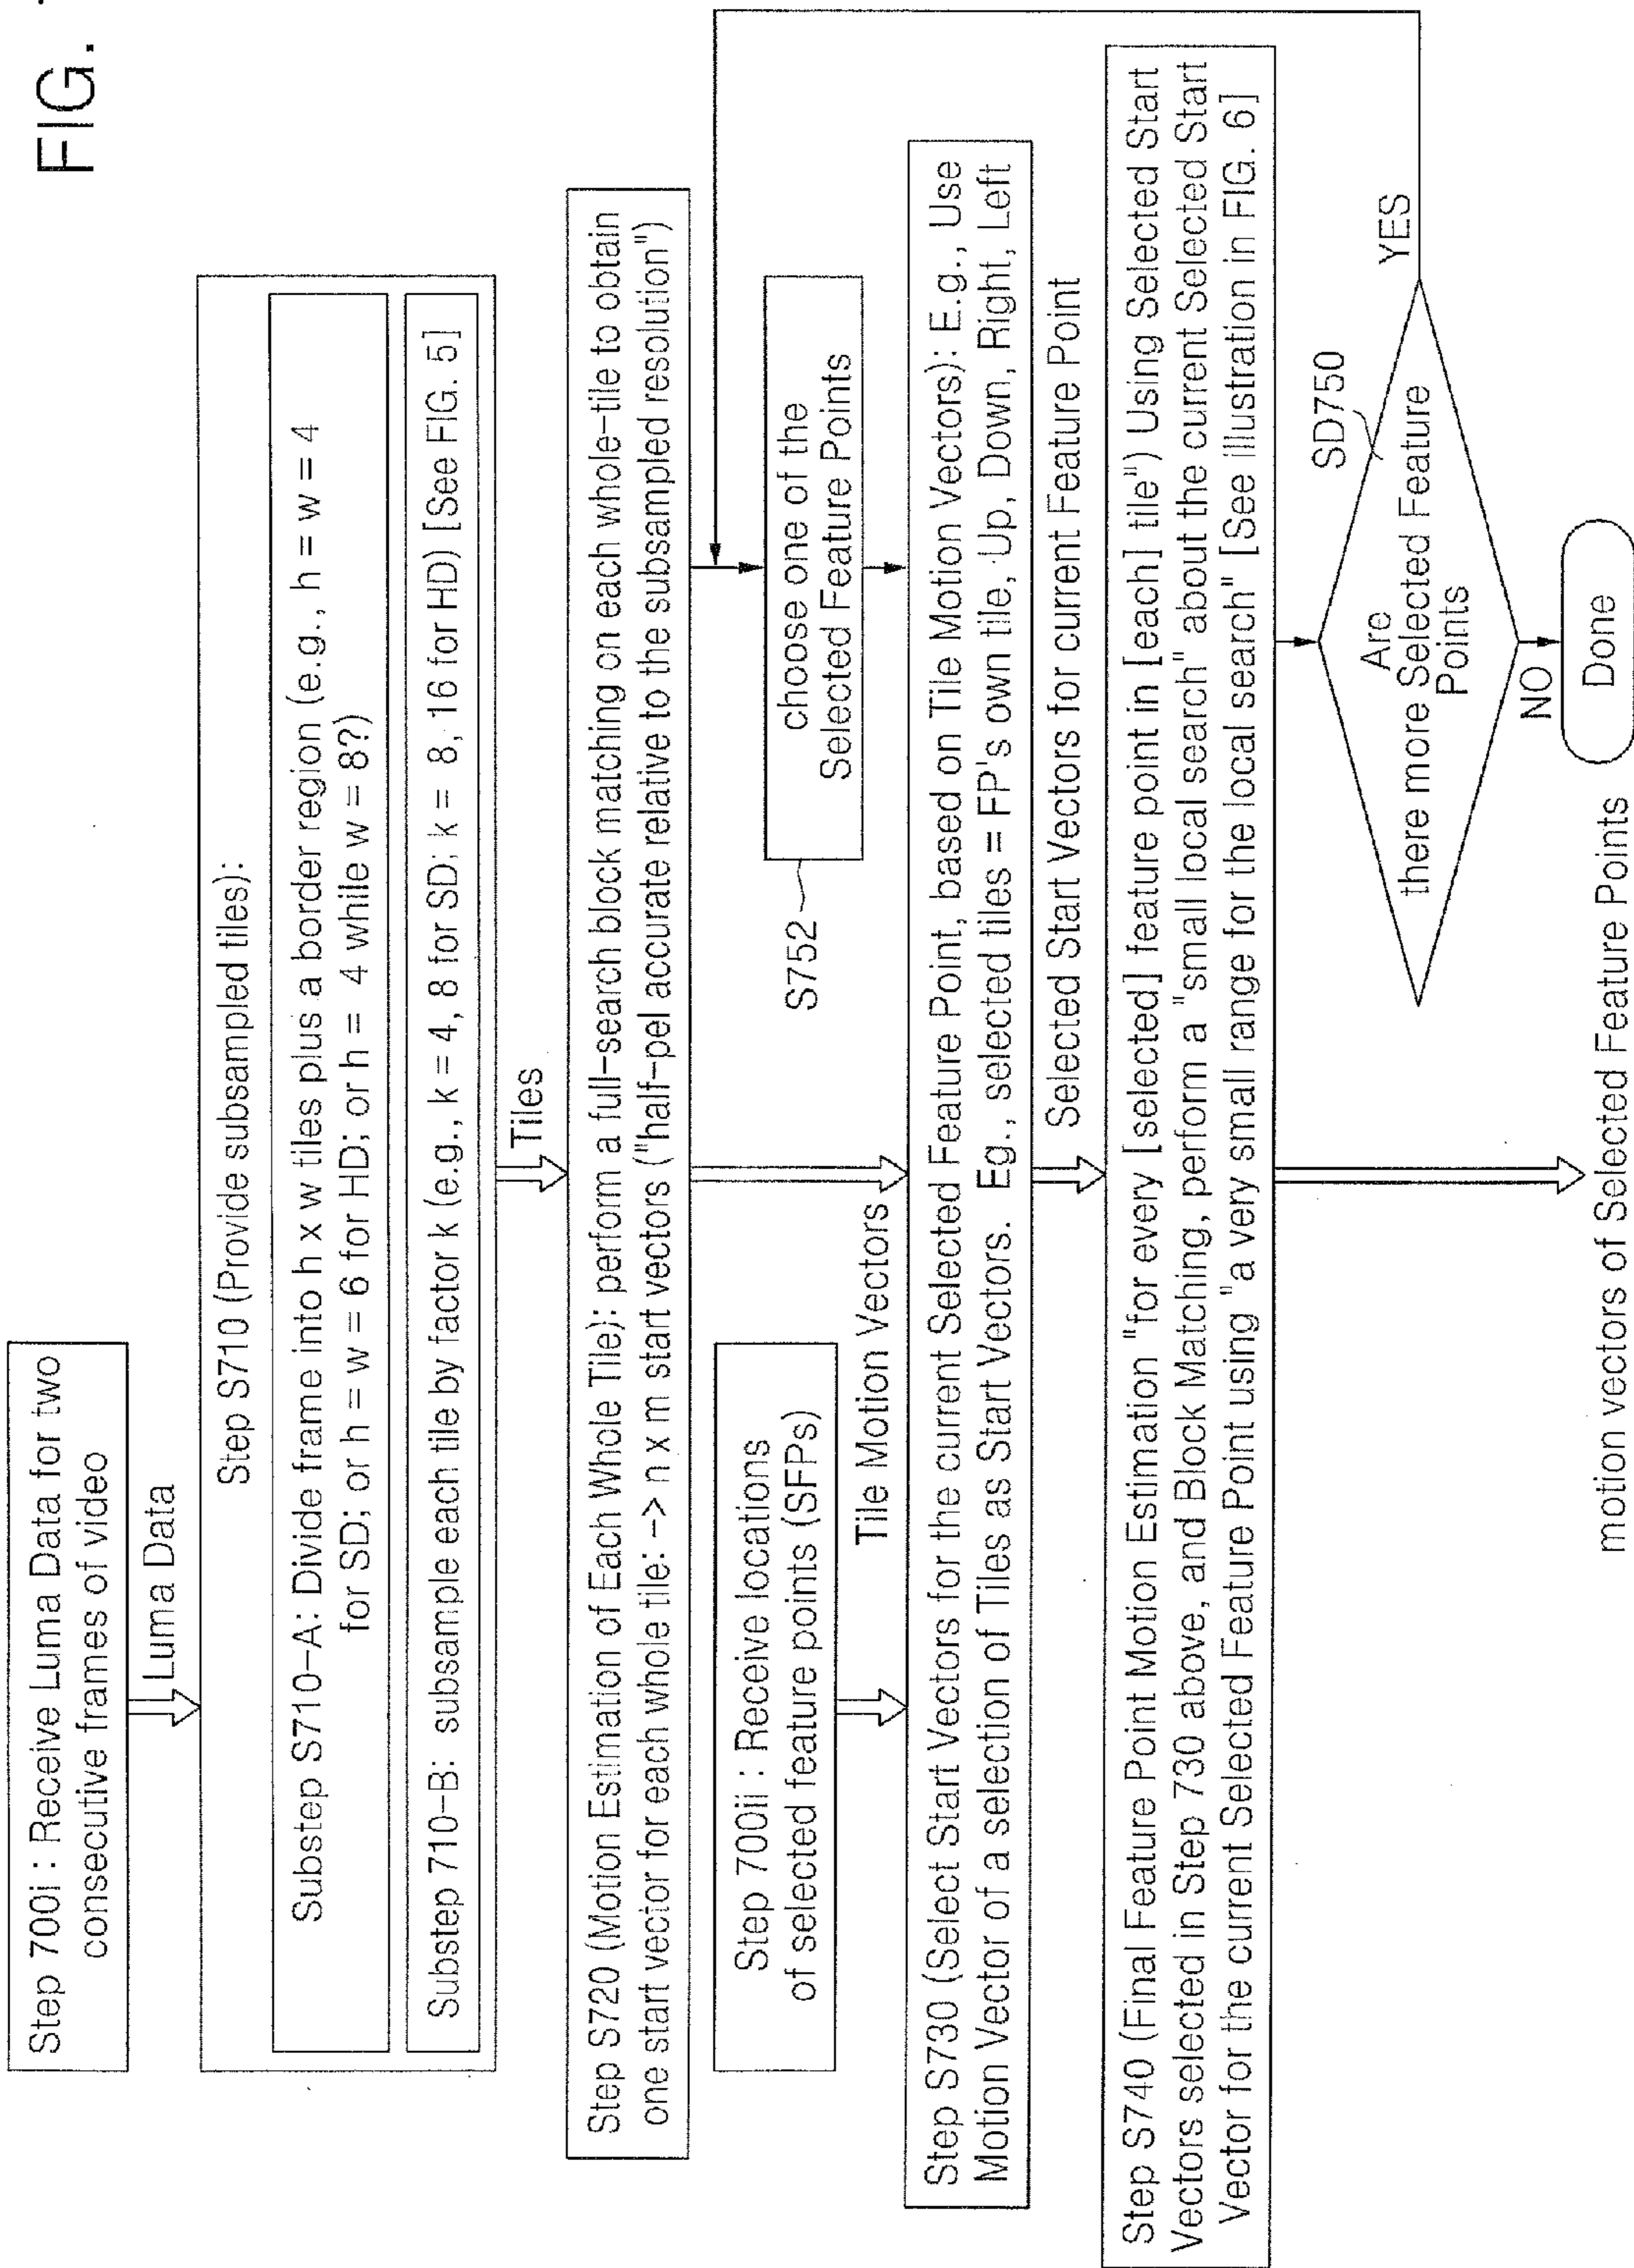 FIG.
Step 700i : Receive Luma Data for two
consecutive frames of video
Luma Data
Step S710 (Provide subsampled tiles):
Substep S710-A: Divide frame into h x w tiles plus a border region (e.g., h = w = 4
for SD; or h = w = 6 for HD; or h = 4 while w = 8?)
Substep 710-B: subsample each tile by factor k (e.g., k = 4, 8 for SD; k = 8, 16 for HD) [See FIG. 5]
Tiles
Step S720 (Motion Estimation of Each Whole Tile): perform a full-search block matching on each whole-tile to obtain
one start vector for each whole tile: -> n x m start vectors ("half-pel accurate relative to the subsampled resolution")
Step 700ii : Receive locations
of selected feature points (SFPs)
Tile Motion Vectors
S752
choose one of the
Selected Feature Points
Step S730 (Select Start Vectors for the current Selected Feature Point, based on Tile Motion Vectors): E.g., Use
Motion Vector of a selection of Tiles as Start Vectors. Eg., selected tiles = FP's own tile, Up, Down, Right, Left
Selected Start Vectors for current Feature Point
Step S740 (Final Feature Point Motion Estimation "for every [selected] feature point in [each] tile") Using Selected Start
Vectors selected in Step 730 above, and Block Matching, perform a "small local search" about the current Selected Start
Vector for the current Selected Feature Point using "a very small range for the local search" [See illustration in FIG. 6]
SD750
Are
there more Selected Feature
Points
YES
NO
Done
motion vectors of Selected Feature Points